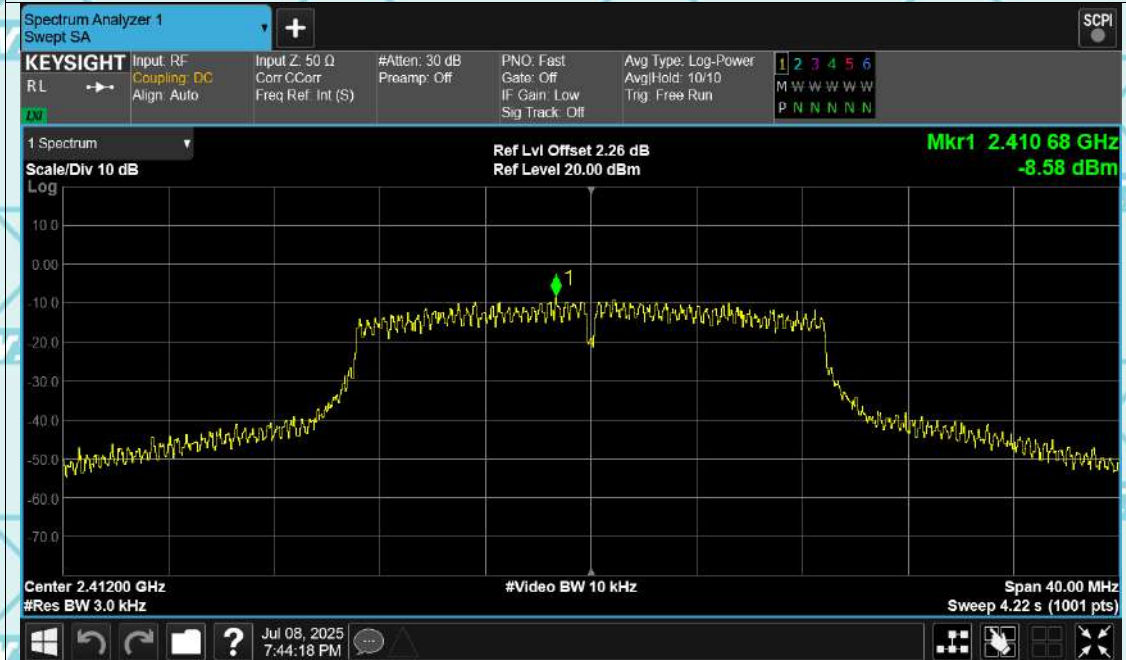 Spectrum Analyzer 1
Swept SA
+
SCPI
KEYSIGHT
RL
LXI
Input: RF
Coupling: DC
Align: Auto
Input Z: 50 Ω
Corr CCorr
Freq Ref: Int (S)
#Atten: 30 dB
Preamp: Off
PNO: Fast
Gate: Off
IF Gain: Low
Sig Track: Off
Avg Type: Log-Power
Avg|Hold: 10/10
Trig: Free Run
1 2 3 4 5 6
M W W W W W
P N N N N N
1 Spectrum
Scale/Div 10 dB
Log
Ref Lvl Offset 2.26 dB
Ref Level 20.00 dBm
Mkr1 2.410 68 GHz
-8.58 dBm
10.0
0.00
1
-10.0
-20.0
-30.0
-40.0
-50.0
-60.0
-70.0
Center 2.41200 GHz
#Res BW 3.0 kHz
#Video BW 10 kHz
Span 40.00 MHz
Sweep 4.22 s (1001 pts)
?
Jul 08, 2025
7:44:18 PM